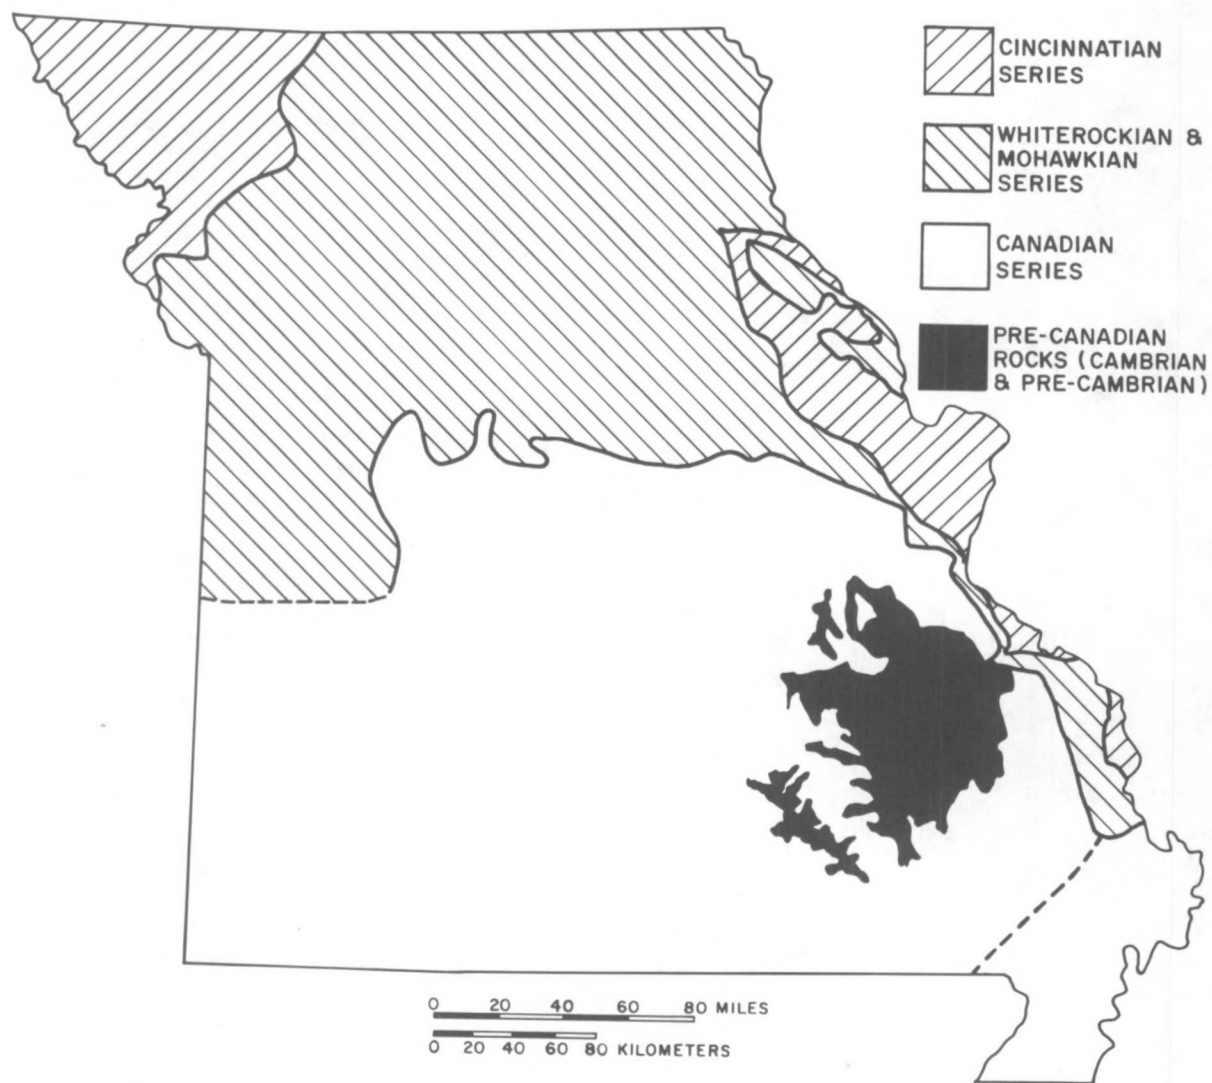 CINCINNATIAN
SERIES
WHITEROCKIAN &
MOHAWKIAN
SERIES
CANADIAN
SERIES
PRE-CANADIAN
ROCKS (CAMBRIAN
& PRE-CAMBRIAN)
0 20 40 60 80 MILES
0 20 40 60 80 KILOMETERS